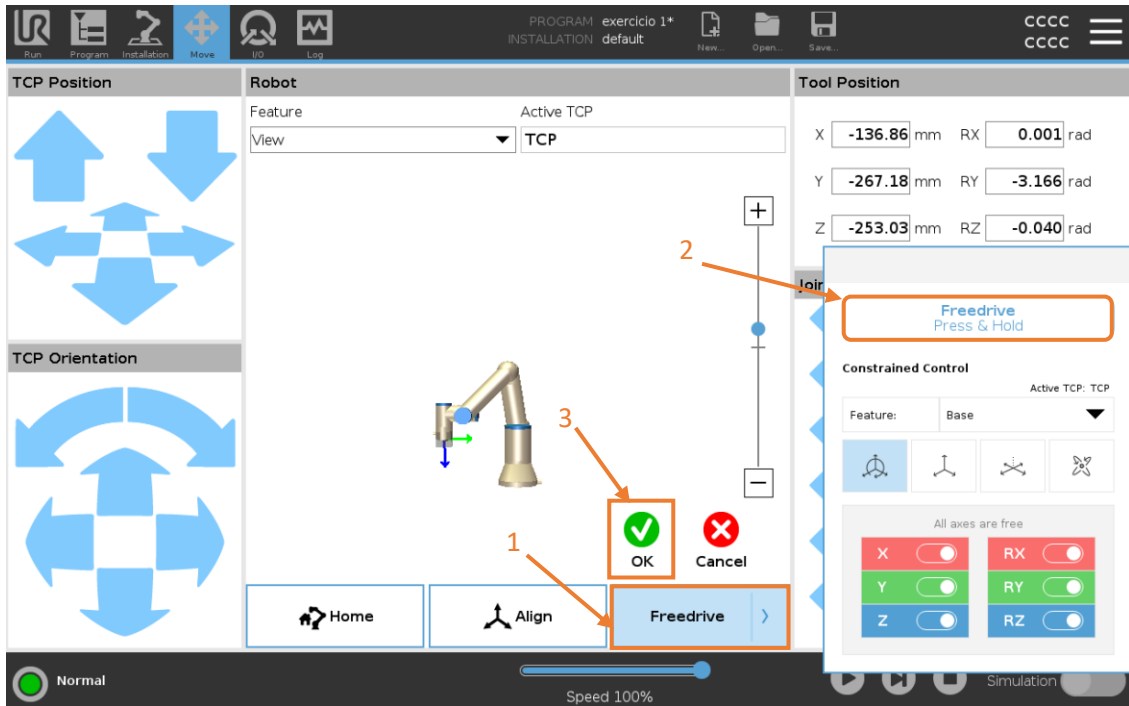 PROGRAM exercicio 1*
INSTALLATION default
CCCC
CCCC
Run
Program
Installation
Move
I/O
Log
New...
Open...
Save...
TCP Position
Robot
Tool Position
Feature
Active TCP
View
TCP
X -136.86 mm RX 0.001 rad
Y -267.18 mm RY -3.166 rad
Z -253.03 mm RZ -0.040 rad
2
Join
Freedrive
Press & Hold
TCP Orientation
Constrained Control
Active TCP: TCP
Feature: Base
3
All axes are free
X RX
Y RY
Z RZ
1
OK
Cancel
Home
Align
Freedrive
Normal
Speed 100%
Simulation